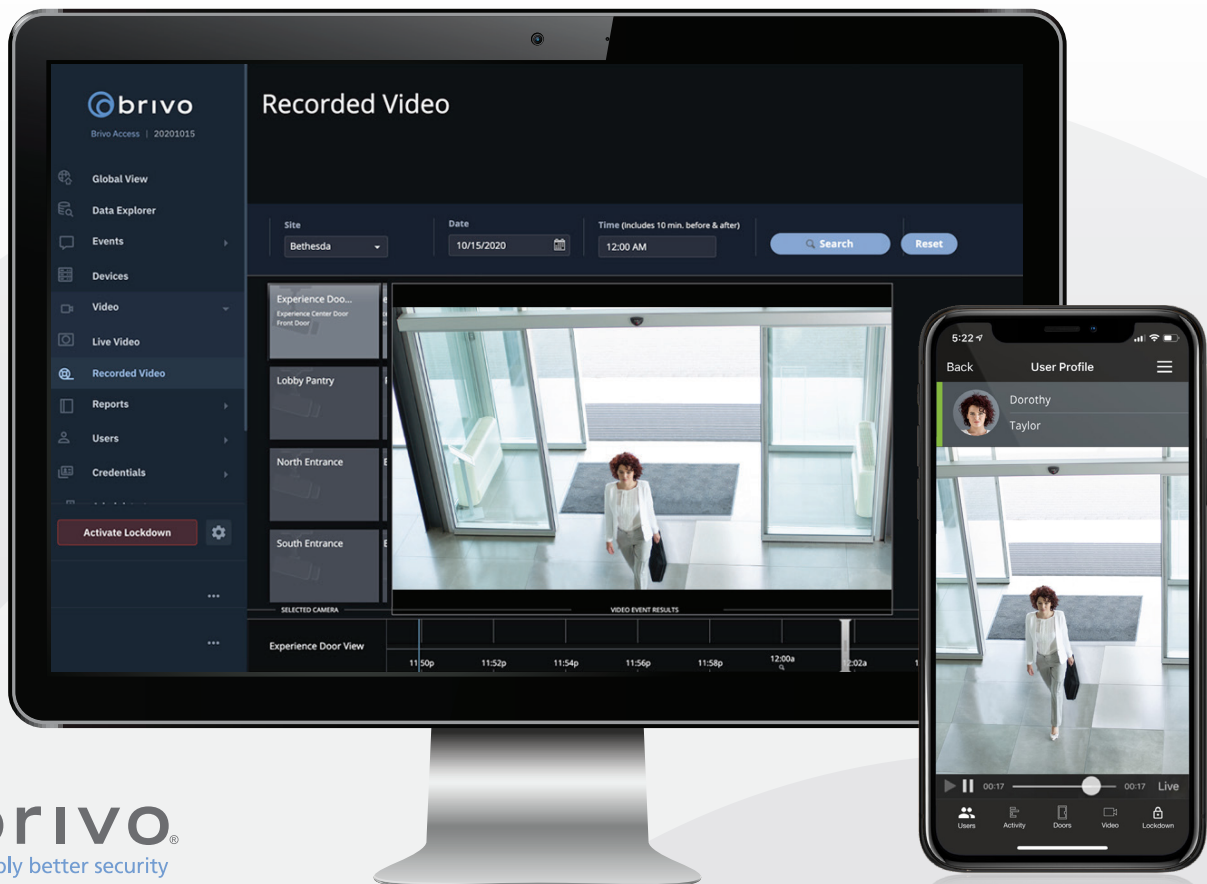 brivo
Brivo Access | 20201015
Global View
Data Explorer
Events
Devices
Video
Live Video
Recorded Video
Reports
Users
Credentials
Activate Lockdown
...
...
Recorded Video
Site
Bethesda
Date
10/15/2020
Time (includes 10 min. before & after)
12:00 AM
Search
Reset
Experience Doo...
Experience Center Door
Front Door
Lobby Pantry
North Entrance
South Entrance
SELECTED CAMERA
VIDEO EVENT RESULTS
Experience Door View
11:50p 11:52p 11:54p 11:56p 11:58p 12:00a 12:02a
5:22
Back User Profile
Dorothy
Taylor
00:17 00:17 Live
Users Activity Doors Video Lockdown
brivo®
ply better security